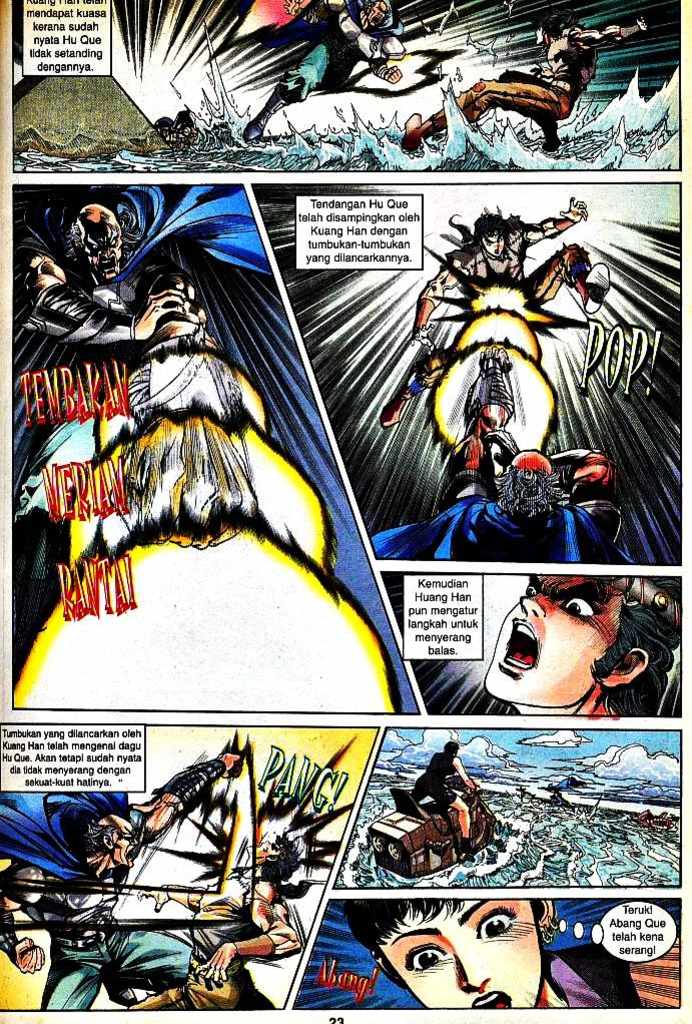 Kuang Han telah
mendapat kuasa
kerana sudah
nyata Hu Que
tidak setanding
dengannya.
TEMBAKAN
MERIAM
RANTAI
Tendangan Hu Que
telah disampingkan oleh
Kuang Han dengan
tumbukan-tumbukan
yang dilancarkannya.
POP!
Kemudian
Huang Han
pun mengatur
langkah untuk
menyerang
balas.
Tumbukan yang dilancarkan oleh
Kuang Han telah mengenai dagu
Hu Que. Akan tetapi sudah nyata
dia tidak menyerang dengan
sekuat-kuat hatinya. "
PANG!
Abang!
Teruk!
Abang Que
telah kena
serang!
23